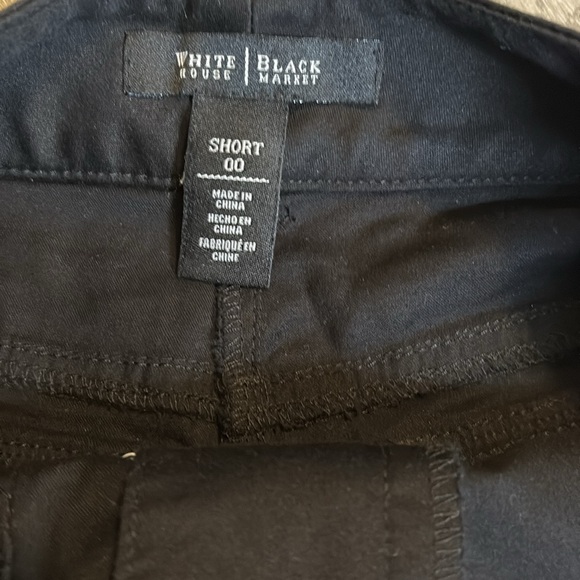 WHITE | BLACK
HOUSE | MARKET
SHORT
00
MADE IN
CHINA
HECHO EN
CHINA
FABRIQUÉ EN
CHINE